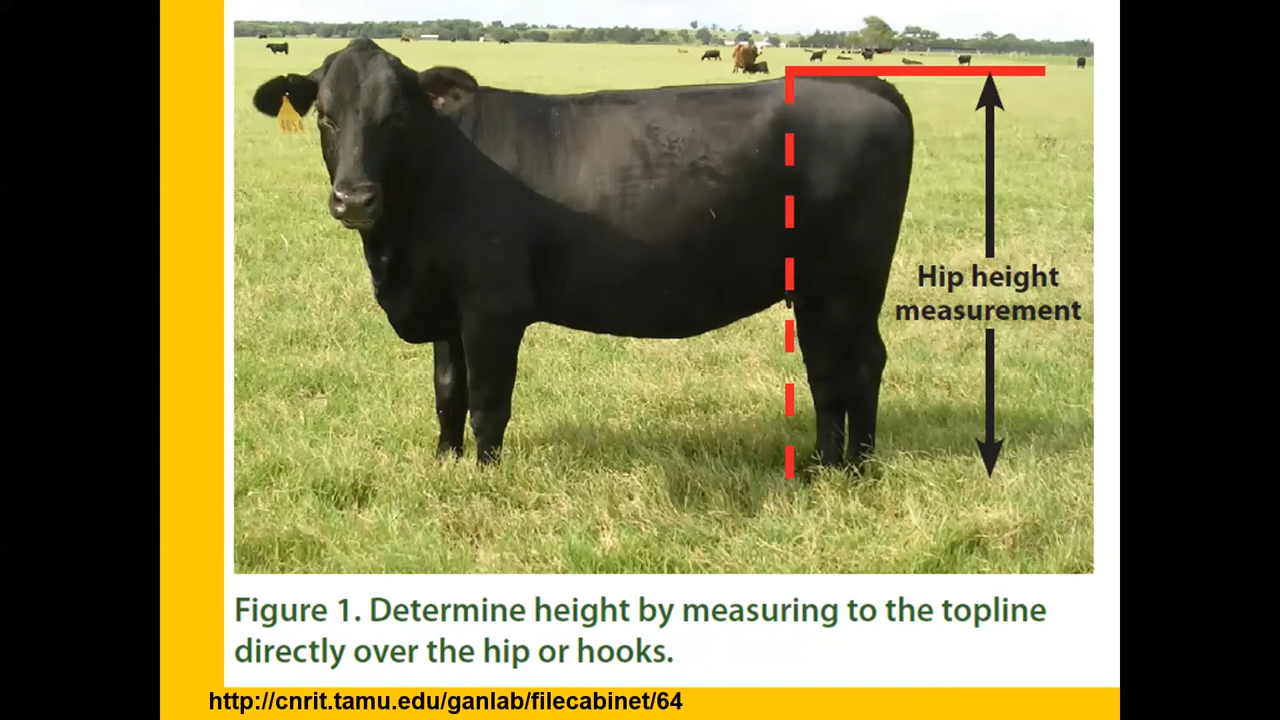 4054
Hip height
measurement
Figure 1. Determine height by measuring to the topline
directly over the hip or hooks.
http://cnrit.tamu.edu/ganlab/filecabinet/64